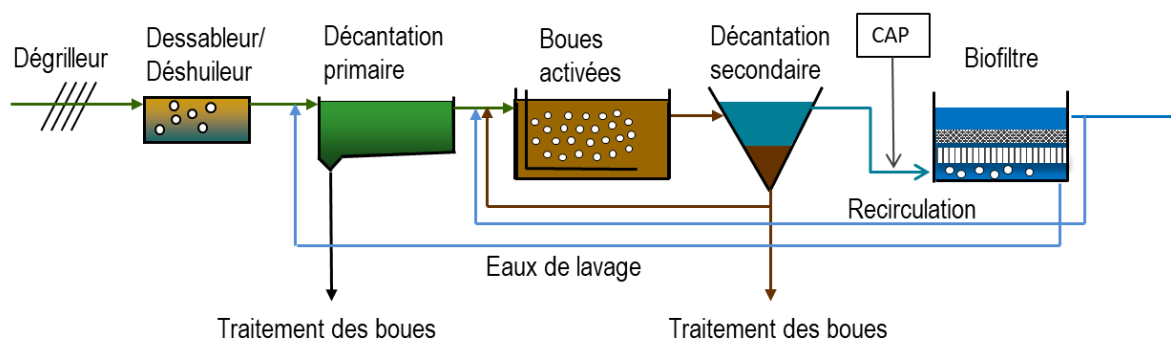 Dégrilleur
Dessableur/
Déshuileur
Décantation
primaire
Boues
activées
Décantation
secondaire
CAP
Biofiltre
Recirculation
Eaux de lavage
Traitement des boues
Traitement des boues